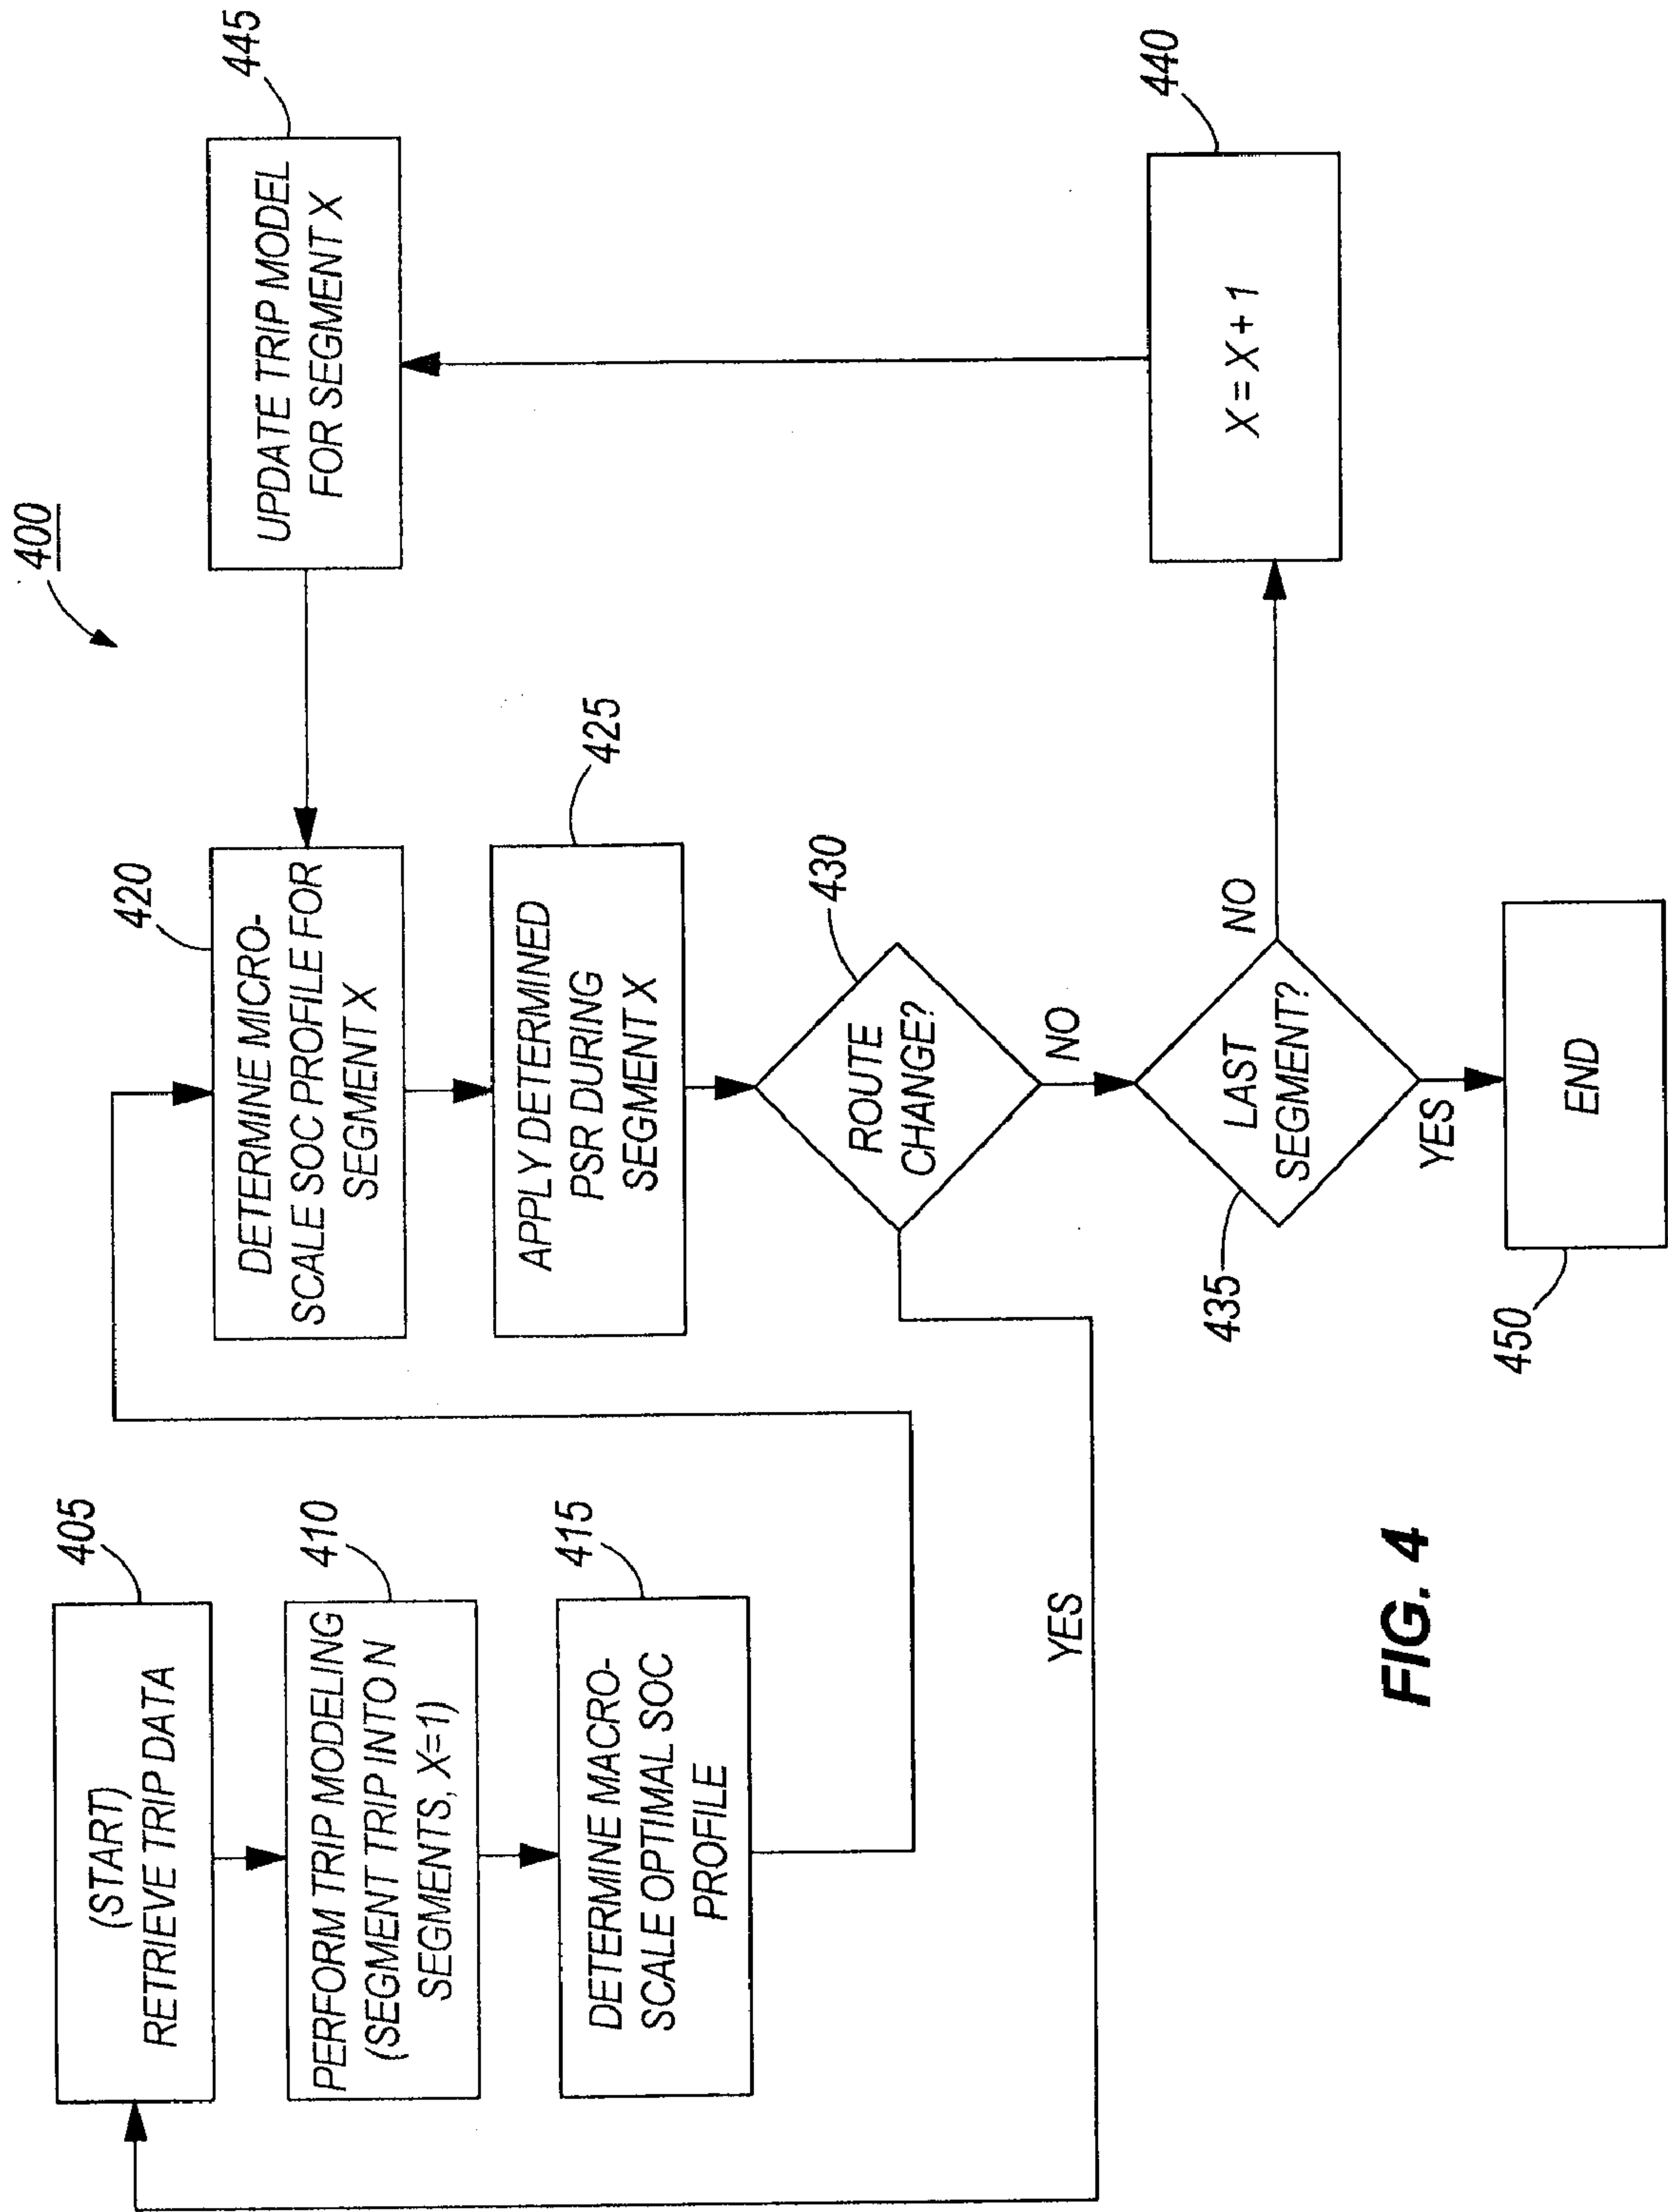 400
405
(START)
RETRIEVE TRIP DATA
410
PERFORM TRIP MODELING
(SEGMENT TRIP INTO N
SEGMENTS, X=1)
415
DETERMINE MACRO-
SCALE OPTIMAL SOC
PROFILE
420
DETERMINE MICRO-
SCALE SOC PROFILE FOR
SEGMENT X
425
APPLY DETERMINED
PSR DURING
SEGMENT X
430
ROUTE
CHANGE?
YES
NO
435
LAST
SEGMENT?
NO
YES
440
X = X + 1
445
UPDATE TRIP MODEL
FOR SEGMENT X
450
END
FIG. 4